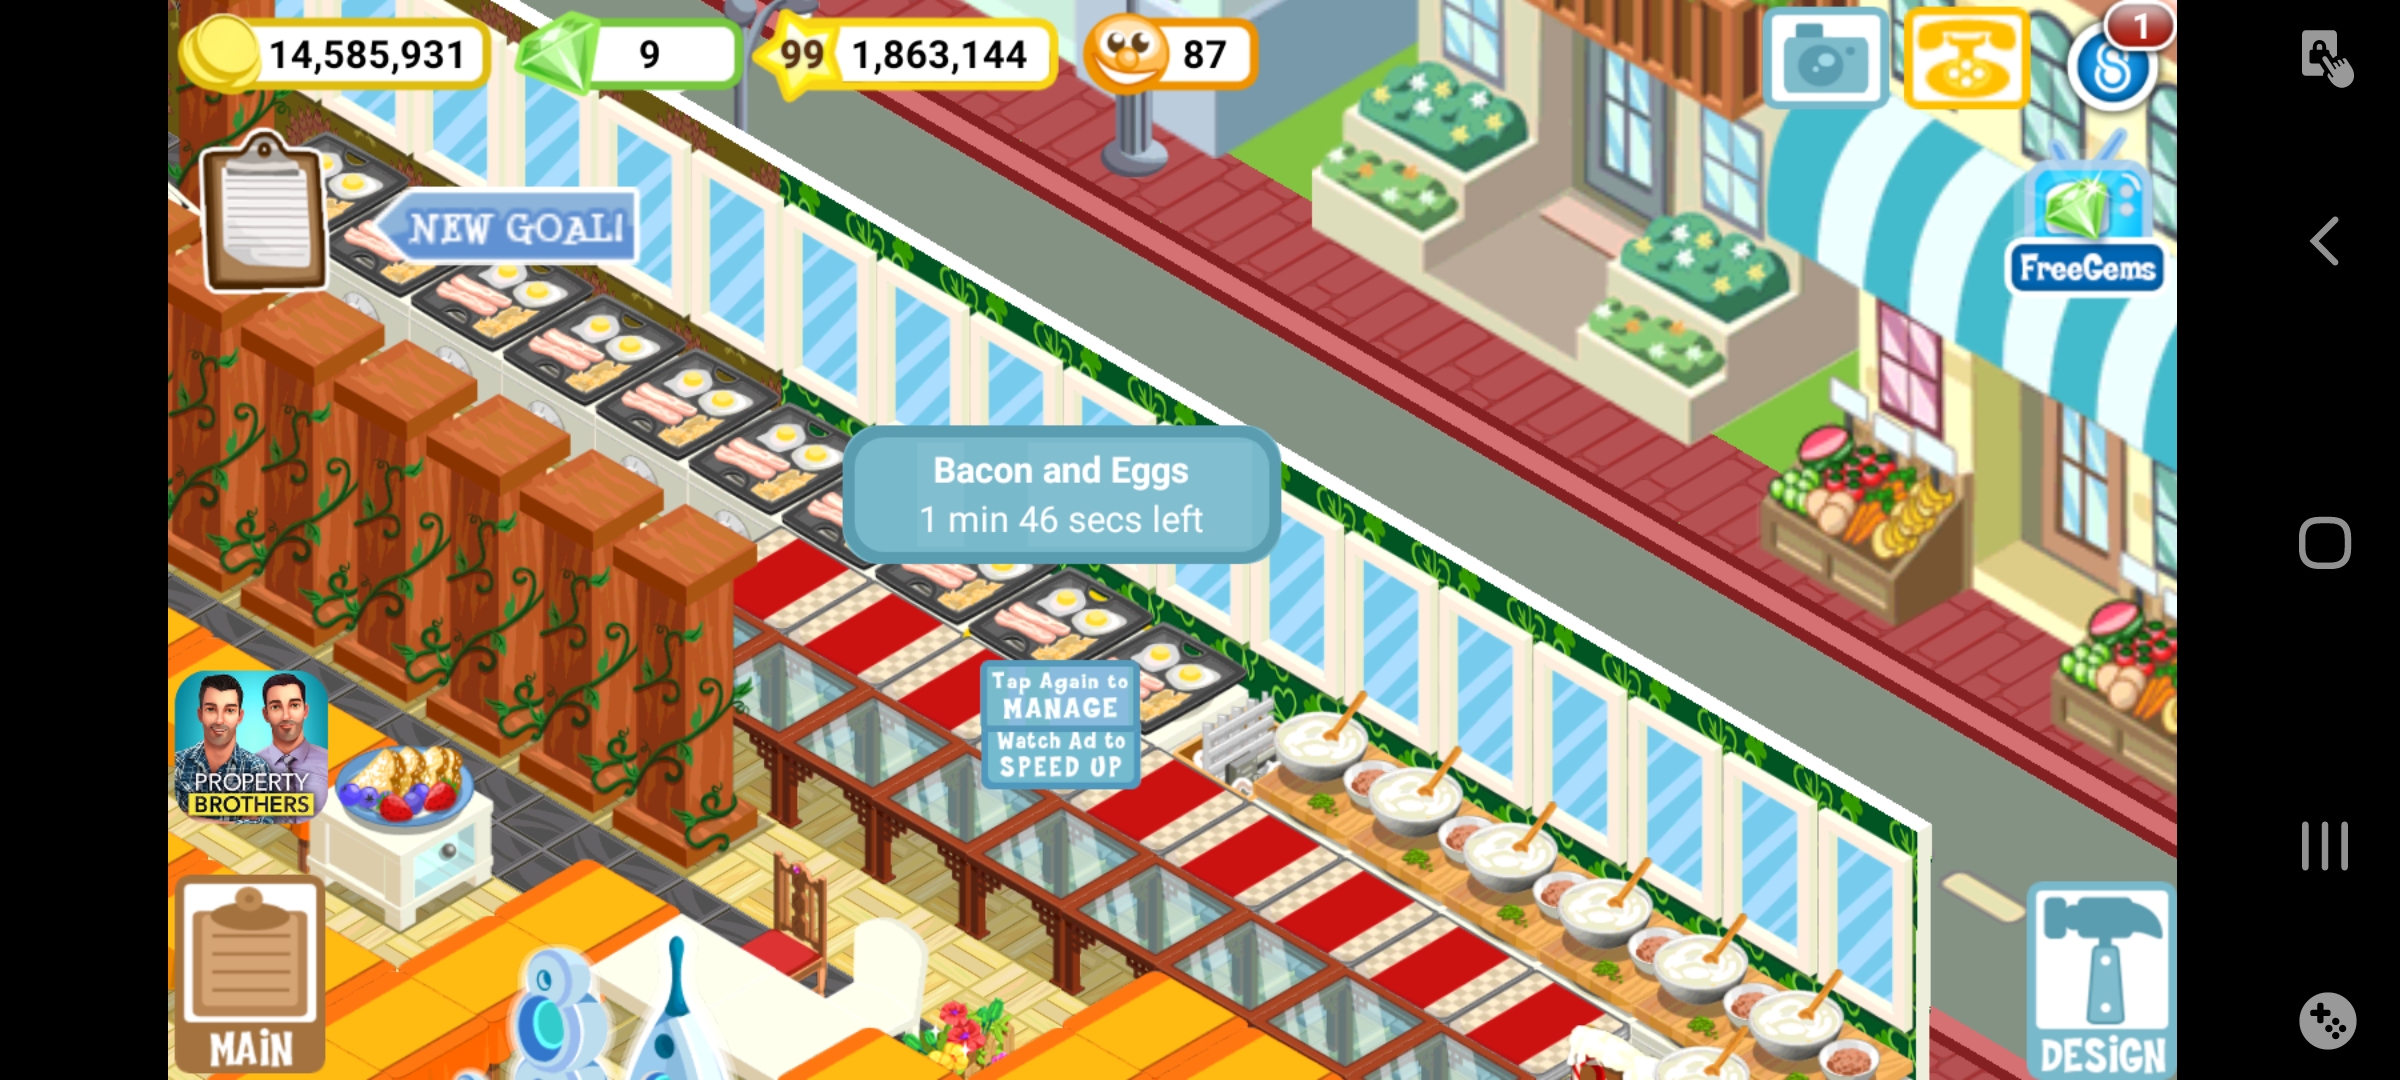 14,585,931
9
99 1,863,144
87
1
NEW GOAL!
FreeGems
Bacon and Eggs
1 min 46 secs left
Tap Again to
MANAGE
Watch Ad to
SPEED UP
PROPERTY
BROTHERS
MAIN
DESIGN